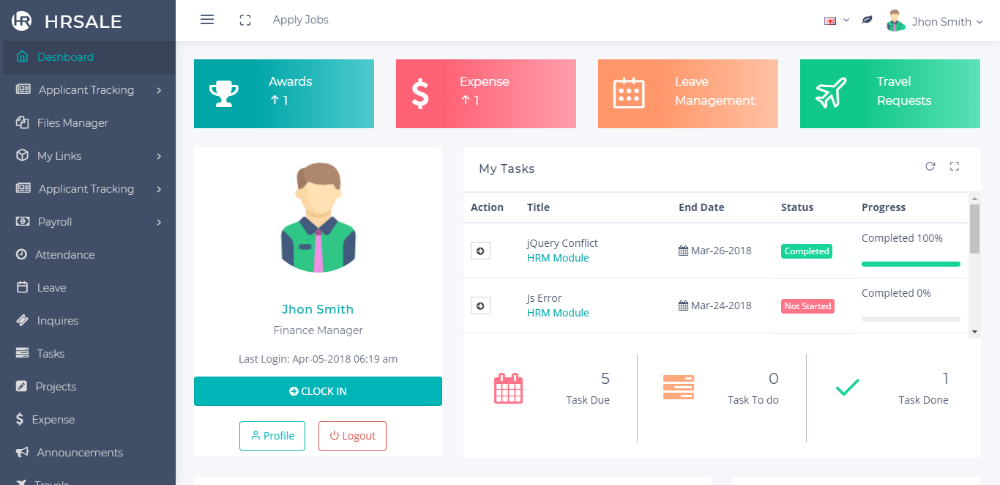 HR HRSALE
Apply Jobs
Jhon Smith
Dashboard
Applicant Tracking
Files Manager
My Links
Applicant Tracking
Payroll
Attendance
Leave
Inquires
Tasks
Projects
Expense
Announcements
Travels
Awards
1
Expense
1
Leave
Management
Travel
Requests
Jhon Smith
Finance Manager
Last Login: Apr-05-2018 06:19 am
CLOCK IN
Profile Logout
My Tasks
Action Title End Date Status Progress
jQuery Conflict
HRM Module
Mar-26-2018
Completed
Completed 100%
Js Error
HRM Module
Mar-24-2018
Not Started
Completed 0%
5
Task Due
0
Task To do
1
Task Done